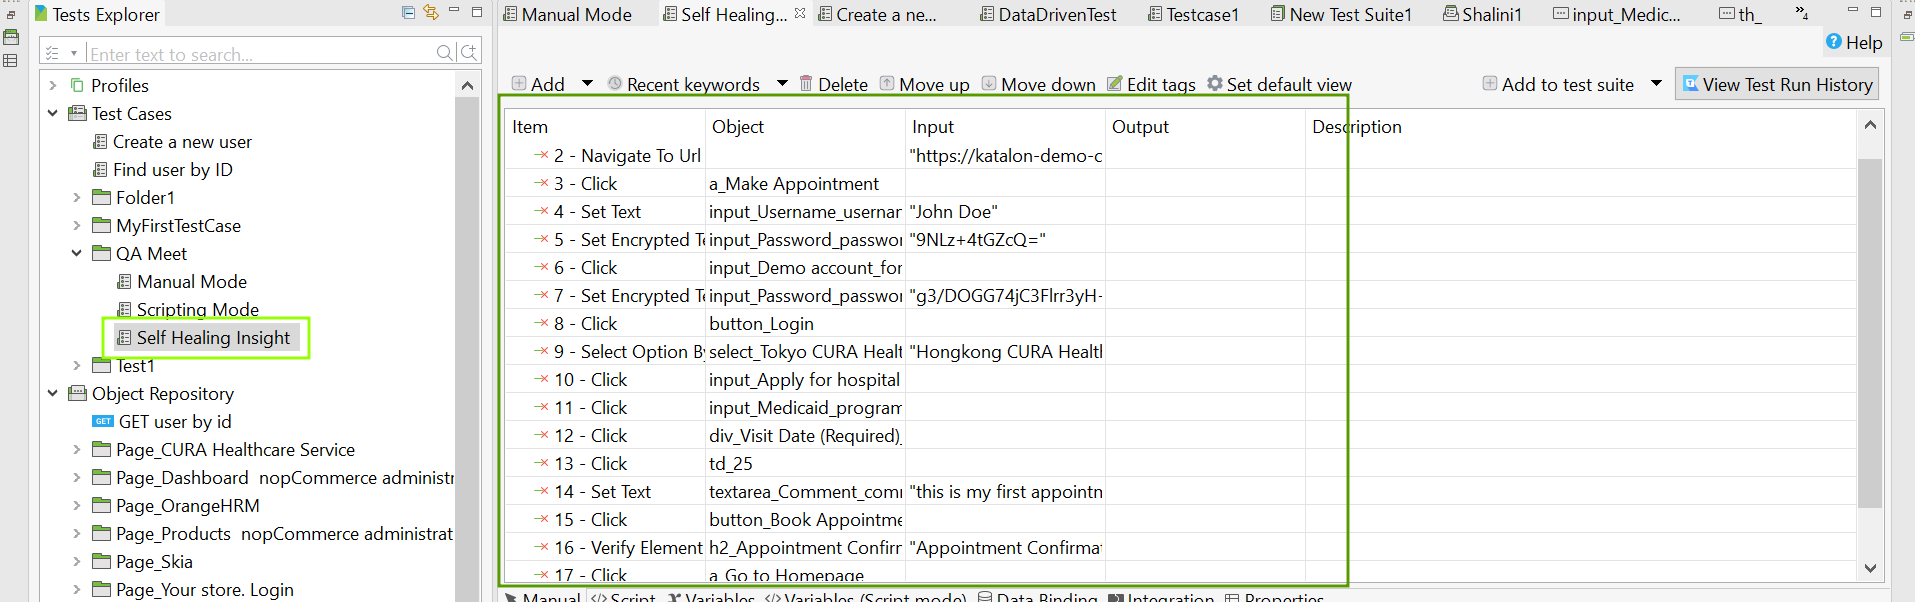 Tests Explorer
Enter text to search...
Profiles
Test Cases
Create a new user
Find user by ID
Folder1
MyFirstTestCase
QA Meet
Manual Mode
Scripting Mode
Self Healing Insight
Test1
Object Repository
GET GET user by id
Page_CURA Healthcare Service
Page_Dashboard nopCommerce administr
Page_OrangeHRM
Page_Products nopCommerce administrat
Page_Skia
Page_Your store. Login
Manual Mode Self Healing... Create a ne... DataDrivenTest Testcase1 New Test Suite1 Shalini1 input_Medic... th_ 4
Help
Add Recent keywords Delete Move up Move down Edit tags Set default view Add to test suite View Test Run History
Item Object Input Output Description
2 - Navigate To Url "https://katalon-demo-c
3 - Click a_Make Appointment
4 - Set Text input_Username_usernar "John Doe"
5 - Set Encrypted Te input_Password_passwor "9NLz+4tGZcQ="
6 - Click input_Demo account_for
7 - Set Encrypted Te input_Password_passwor "g3/DOGG74jC3Flrr3yH-
8 - Click button_Login
9 - Select Option By select_Tokyo CURA Healt "Hongkong CURA Healtl
10 - Click input_Apply for hospital
11 - Click input_Medicaid_program
12 - Click div_Visit Date (Required)_
13 - Click td_25
14 - Set Text textarea_Comment_comr "this is my first appointn
15 - Click button_Book Appointme
16 - Verify Element h2_Appointment Confirr "Appointment Confirmat
17 - Click a_Go to Homepage
Manual Script Variables Variables (Script mode) Data Binding Integration Properties